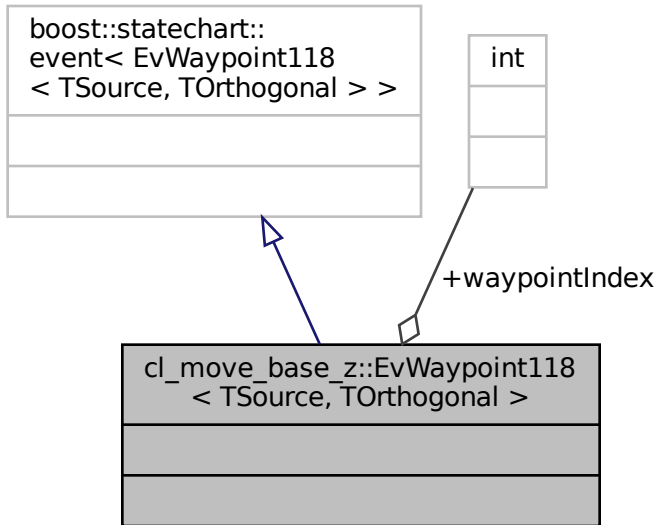 boost::statechart::
event< EvWaypoint118
< TSource, TOrthogonal > >
int
+waypointIndex
cl_move_base_z::EvWaypoint118
< TSource, TOrthogonal >